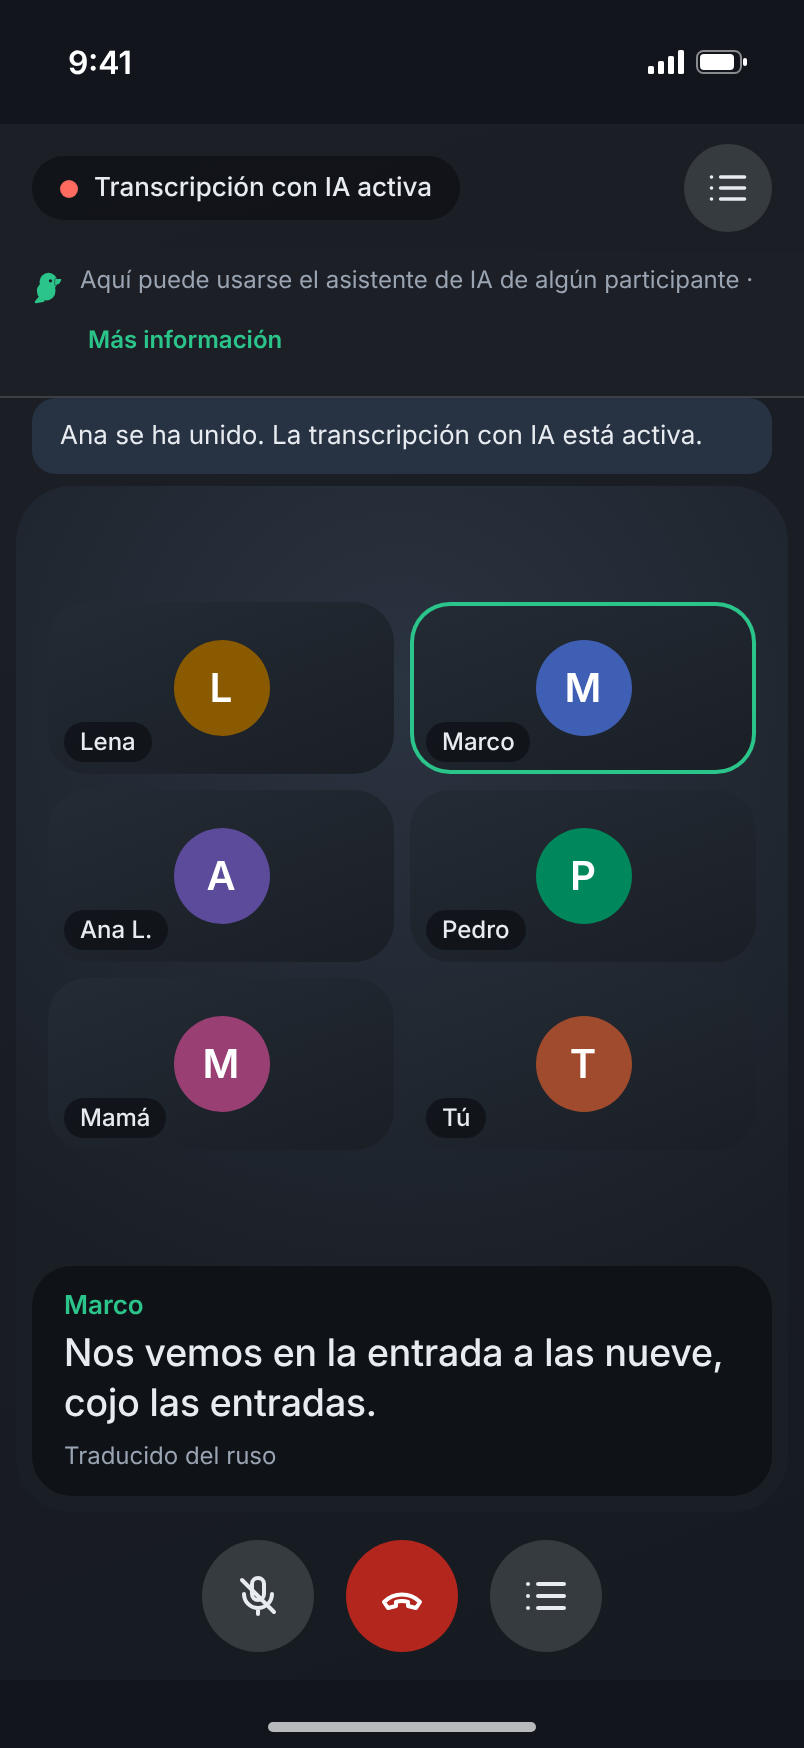 9:41
Transcripción con IA activa
Aquí puede usarse el asistente de IA de algún participante ·
Más información
Ana se ha unido. La transcripción con IA está activa.
L
Lena
M
Marco
A
Ana L.
P
Pedro
M
Mamá
T
Tú
Marco
Nos vemos en la entrada a las nueve,
cojo las entradas.
Traducido del ruso